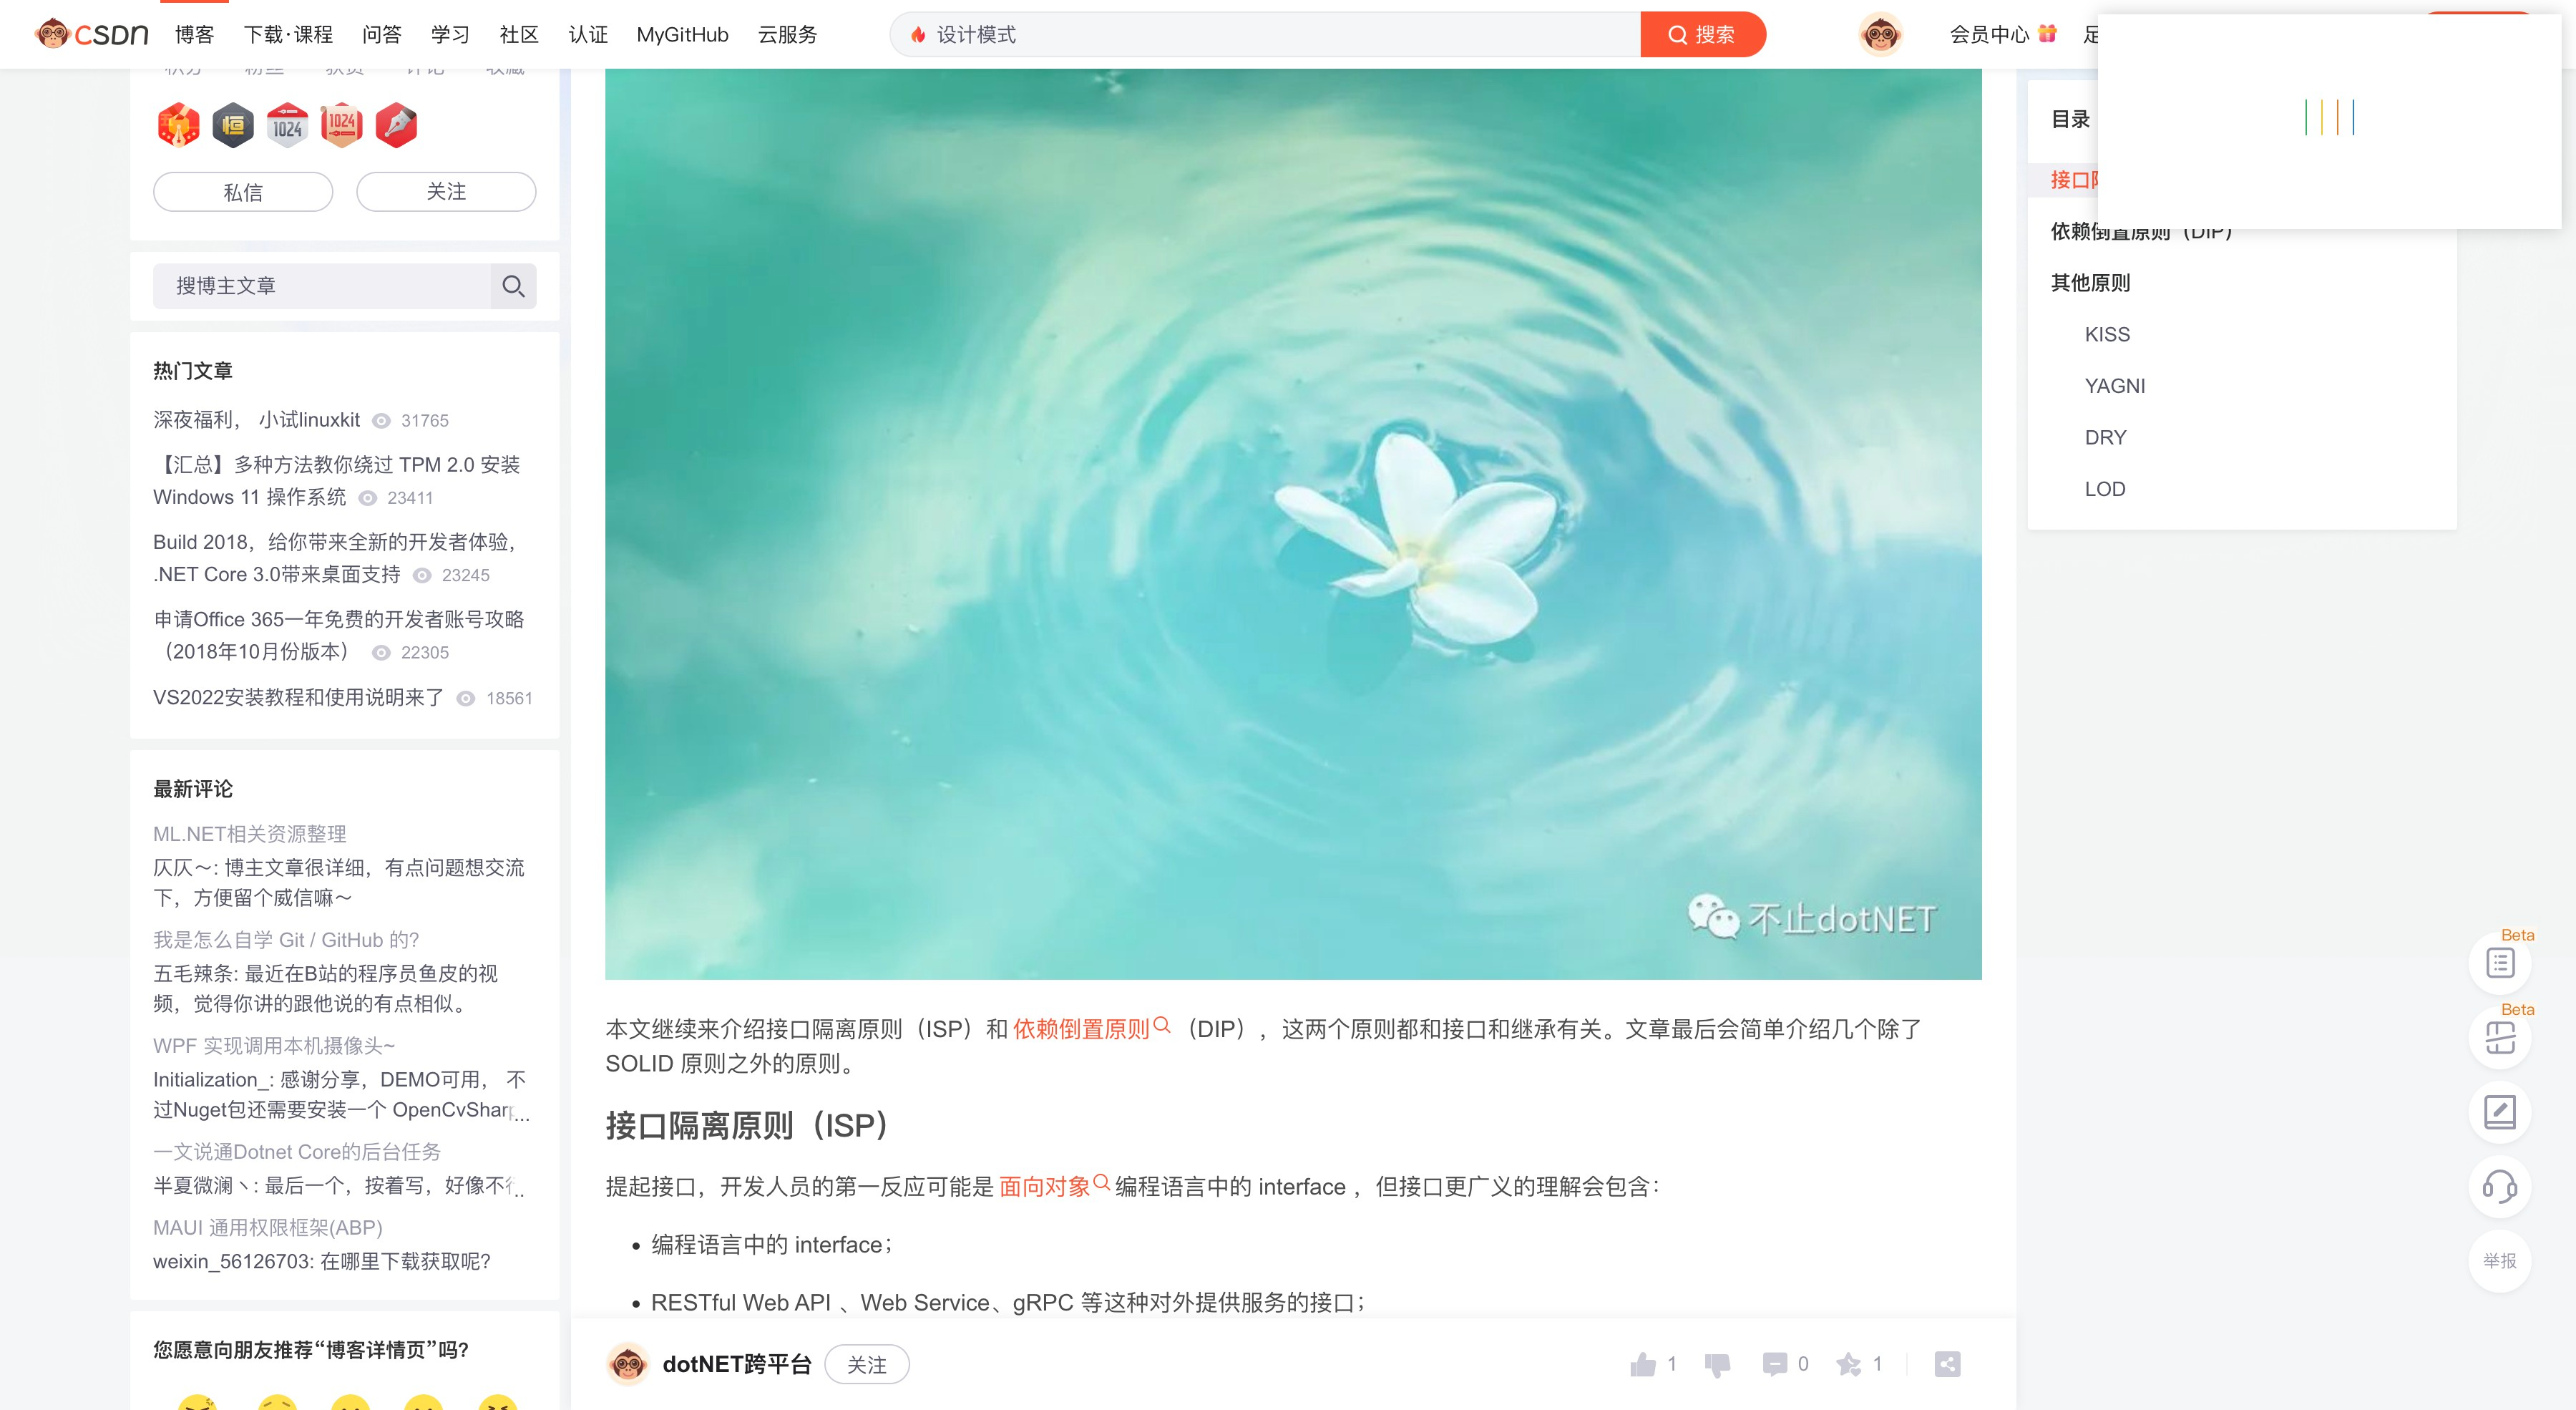 CSDN 博客 下载·课程 问答 学习 社区 认证 MyGitHub 云服务 设计模式 搜索 会员中心
积分 粉丝 获赞 评论 收藏
1024 1024
私信 关注
搜博主文章
热门文章
深夜福利， 小试linuxkit 31765
【汇总】多种方法教你绕过 TPM 2.0 安装
Windows 11 操作系统 23411
Build 2018，给你带来全新的开发者体验，
.NET Core 3.0带来桌面支持 23245
申请Office 365一年免费的开发者账号攻略
（2018年10月份版本） 22305
VS2022安装教程和使用说明来了 18561
最新评论
ML.NET相关资源整理
仄仄～: 博主文章很详细，有点问题想交流
下，方便留个威信嘛～
我是怎么自学 Git / GitHub 的?
五毛辣条: 最近在B站的程序员鱼皮的视
频，觉得你讲的跟他说的有点相似。
WPF 实现调用本机摄像头~
Initialization_: 感谢分享，DEMO可用， 不
过Nuget包还需要安装一个 OpenCvSharp...
一文说通Dotnet Core的后台任务
半夏微澜丶: 最后一个，按着写，好像不行..
MAUI 通用权限框架(ABP)
weixin_56126703: 在哪里下载获取呢?
您愿意向朋友推荐“博客详情页”吗?
不止dotNET
本文继续来介绍接口隔离原则（ISP）和 依赖倒置原则 （DIP），这两个原则都和接口和继承有关。文章最后会简单介绍几个除了
SOLID 原则之外的原则。
接口隔离原则（ISP）
提起接口，开发人员的第一反应可能是 面向对象 编程语言中的 interface ，但接口更广义的理解会包含：
• 编程语言中的 interface；
• RESTful Web API 、Web Service、gRPC 等这种对外提供服务的接口；
dotNET跨平台 关注 1 0 1
目录
接口
依赖倒置原则（DIP）
其他原则
KISS
YAGNI
DRY
LOD
Beta
Beta
举报